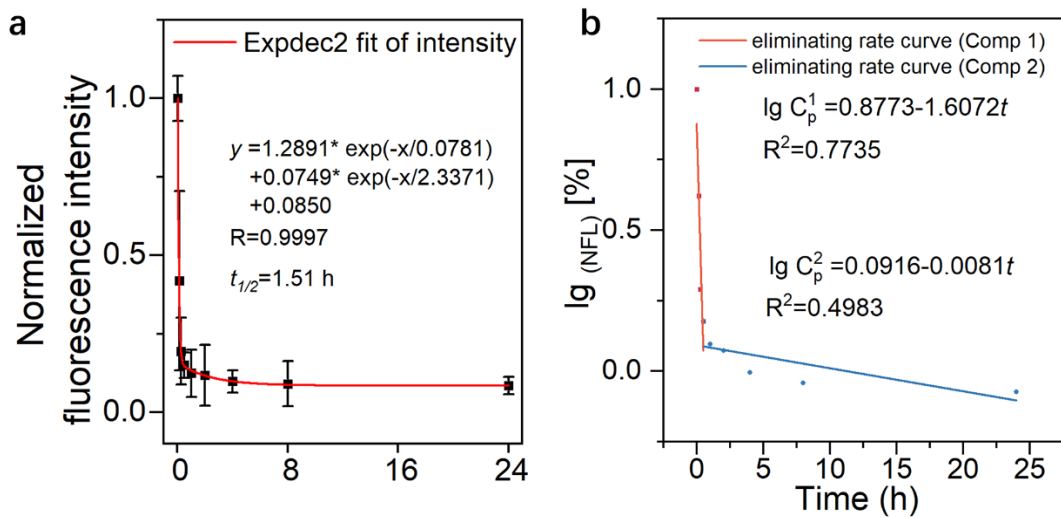 a
Expdec2 fit of intensity
y =1.2891* exp(-x/0.0781)
+0.0749* exp(-x/2.3371)
+0.0850
R=0.9997
t1/2=1.51 h
Normalized
fluorescence intensity
1.0
0.5
0.0
0 8 16 24
b
eliminating rate curve (Comp 1)
eliminating rate curve (Comp 2)
lg C_p^1=0.8773-1.6072t
R²=0.7735
lg C_p^2=0.0916-0.0081t
R²=0.4983
lg (NFL) [%]
1.0
0.5
0.0
0 5 10 15 20 25
Time (h)